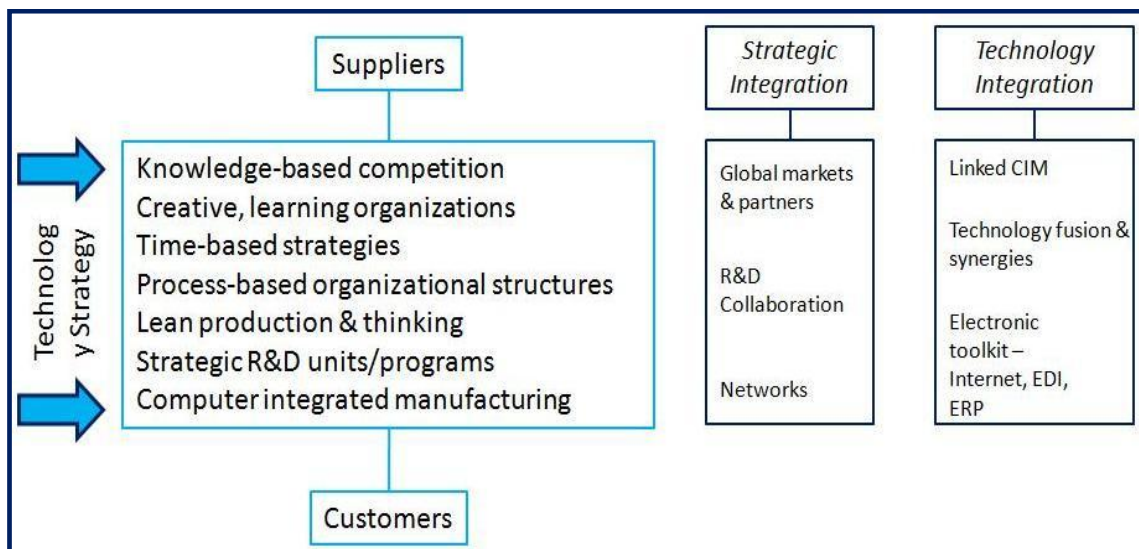 Suppliers
Technolog
y Strategy
Knowledge-based competition
Creative, learning organizations
Time-based strategies
Process-based organizational structures
Lean production & thinking
Strategic R&D units/programs
Computer integrated manufacturing
Customers
Strategic
Integration
Global markets
& partners
R&D
Collaboration
Networks
Technology
Integration
Linked CIM
Technology fusion &
synergies
Electronic
toolkit –
Internet, EDI,
ERP